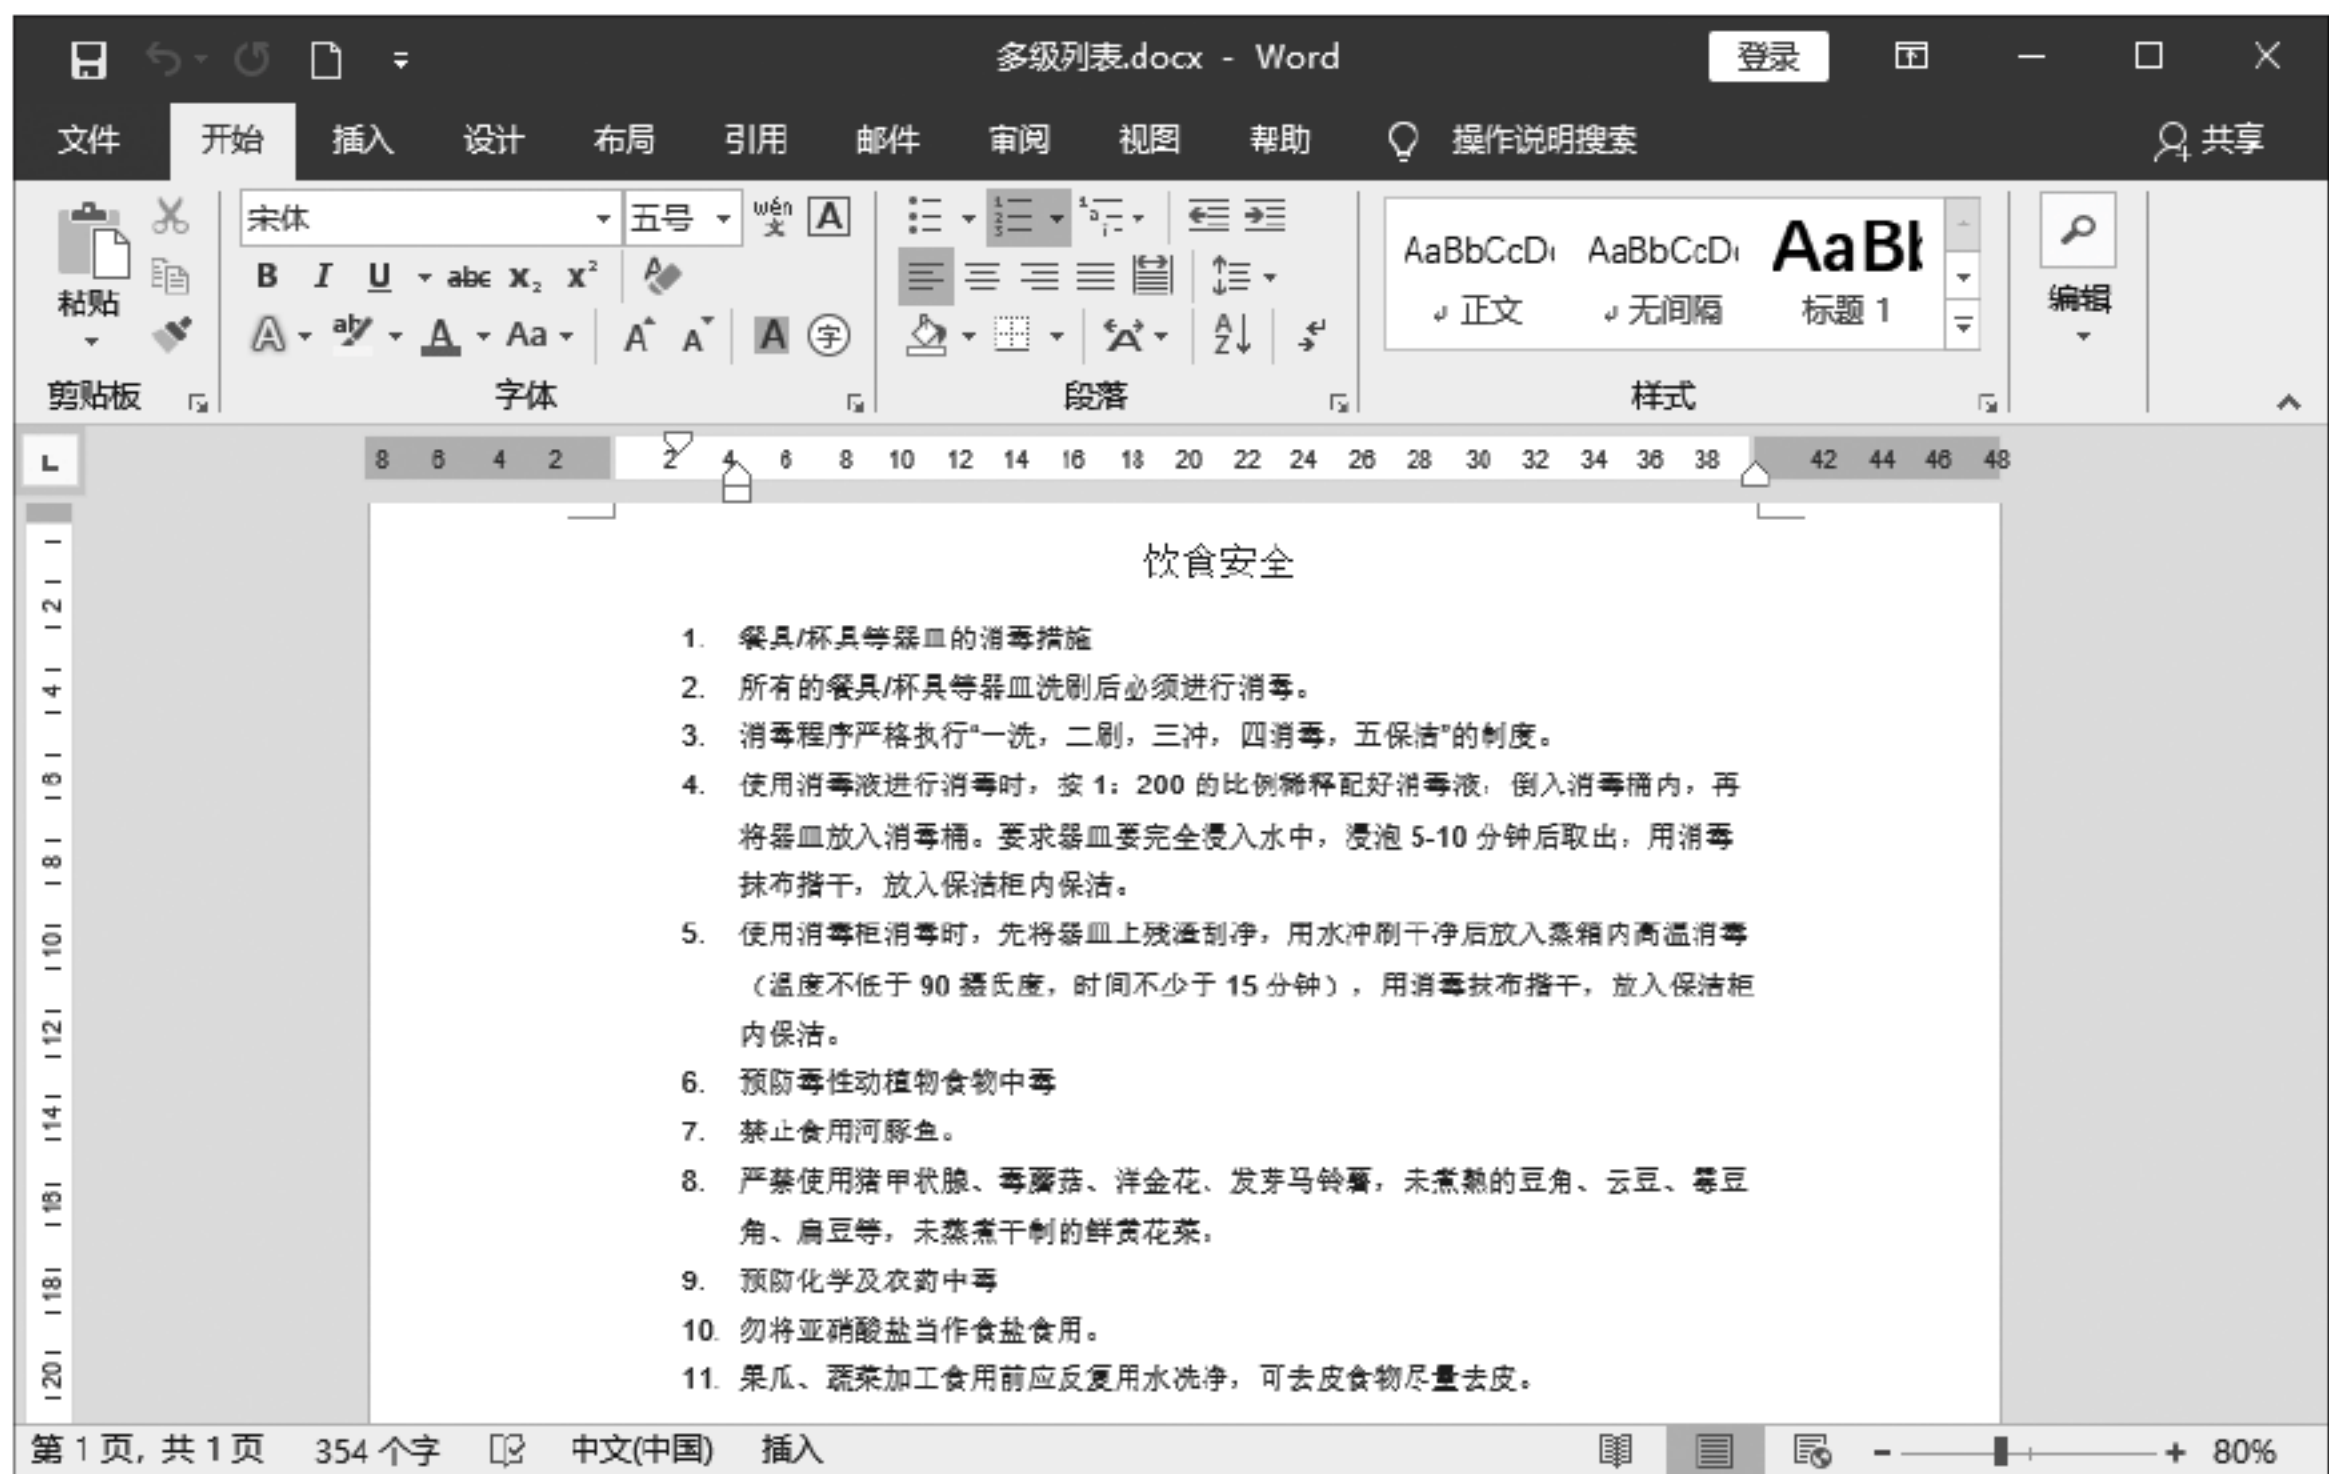 多级列表.docx - Word
登录
文件 开始 插入 设计 布局 引用 邮件 审阅 视图 帮助 操作说明搜索 共享
宋体 五号 wén 文 A
AaBbCcDι AaBbCcDι AaBl
B I U abc X₂ X²
粘贴
正文 无间隔 标题 1
编辑
A aby A Aa A A A 字
剪贴板 字体 段落 样式
L 8 6 4 2 2 4 6 8 10 12 14 16 18 20 22 24 26 28 30 32 34 36 38 42 44 46 48
饮食安全
1. 餐具/杯具等器皿的消毒措施
2. 所有的餐具/杯具等器皿洗刷后必须进行消毒。
3. 消毒程序严格执行“一洗，二刷，三冲，四消毒，五保洁”的制度。
4. 使用消毒液进行消毒时，按 1：200 的比例稀释配好消毒液，倒入消毒桶内，再
将器皿放入消毒桶。要求器皿要完全浸入水中，浸泡 5-10 分钟后取出，用消毒
抹布揩干，放入保洁柜内保洁。
5. 使用消毒柜消毒时，先将器皿上残渣刮净，用水冲刷干净后放入蒸箱内高温消毒
（温度不低于 90 摄氏度，时间不少于 15 分钟），用消毒抹布揩干，放入保洁柜
内保洁。
6. 预防毒性动植物食物中毒
7. 禁止食用河豚鱼。
8. 严禁使用猪甲状腺、毒蘑菇、洋金花、发芽马铃薯，未煮熟的豆角、云豆、霉豆
角、扁豆等，未蒸煮干制的鲜黄花菜。
9. 预防化学及农药中毒
10. 勿将亚硝酸盐当作食盐食用。
11. 果瓜、蔬菜加工食用前应反复用水洗净，可去皮食物尽量去皮。
2 4 6 8 10 12 14 16 18 20
第 1 页, 共 1 页 354 个字 中文(中国) 插入 80%